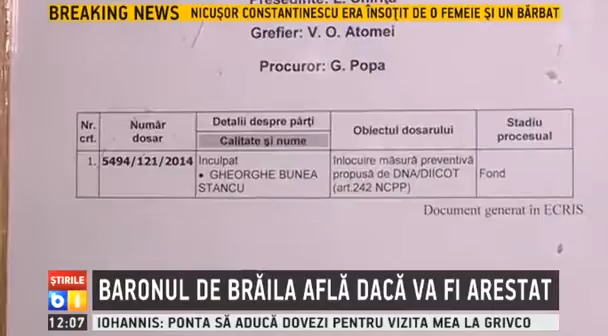 BREAKING NEWS NICUȘOR CONSTANTINESCU ERA ÎNSOȚIT DE O FEMEIE ȘI UN BĂRBAT
Grefier: V. O. Atomei
Procuror: G. Popa
Nr. crt. Număr dosar Detalii despre părți Calitate și nume Obiectul dosarului Stadiu procesual
1. 5494/121/2014 Inculpat Inlocuire măsură preventivă Fond
• GHEORGHE BUNEA propusă de DNA/DIICOT
STANCU (art.242 NCPP)
Document generat în ECRIS
ȘTIRILE
b1
BARONUL DE BRĂILA AFLĂ DACĂ VA FI ARESTAT
12:07 IOHANNIS: PONTA SĂ ADUCĂ DOVEZI PENTRU VIZITA MEA LA GRIVCO